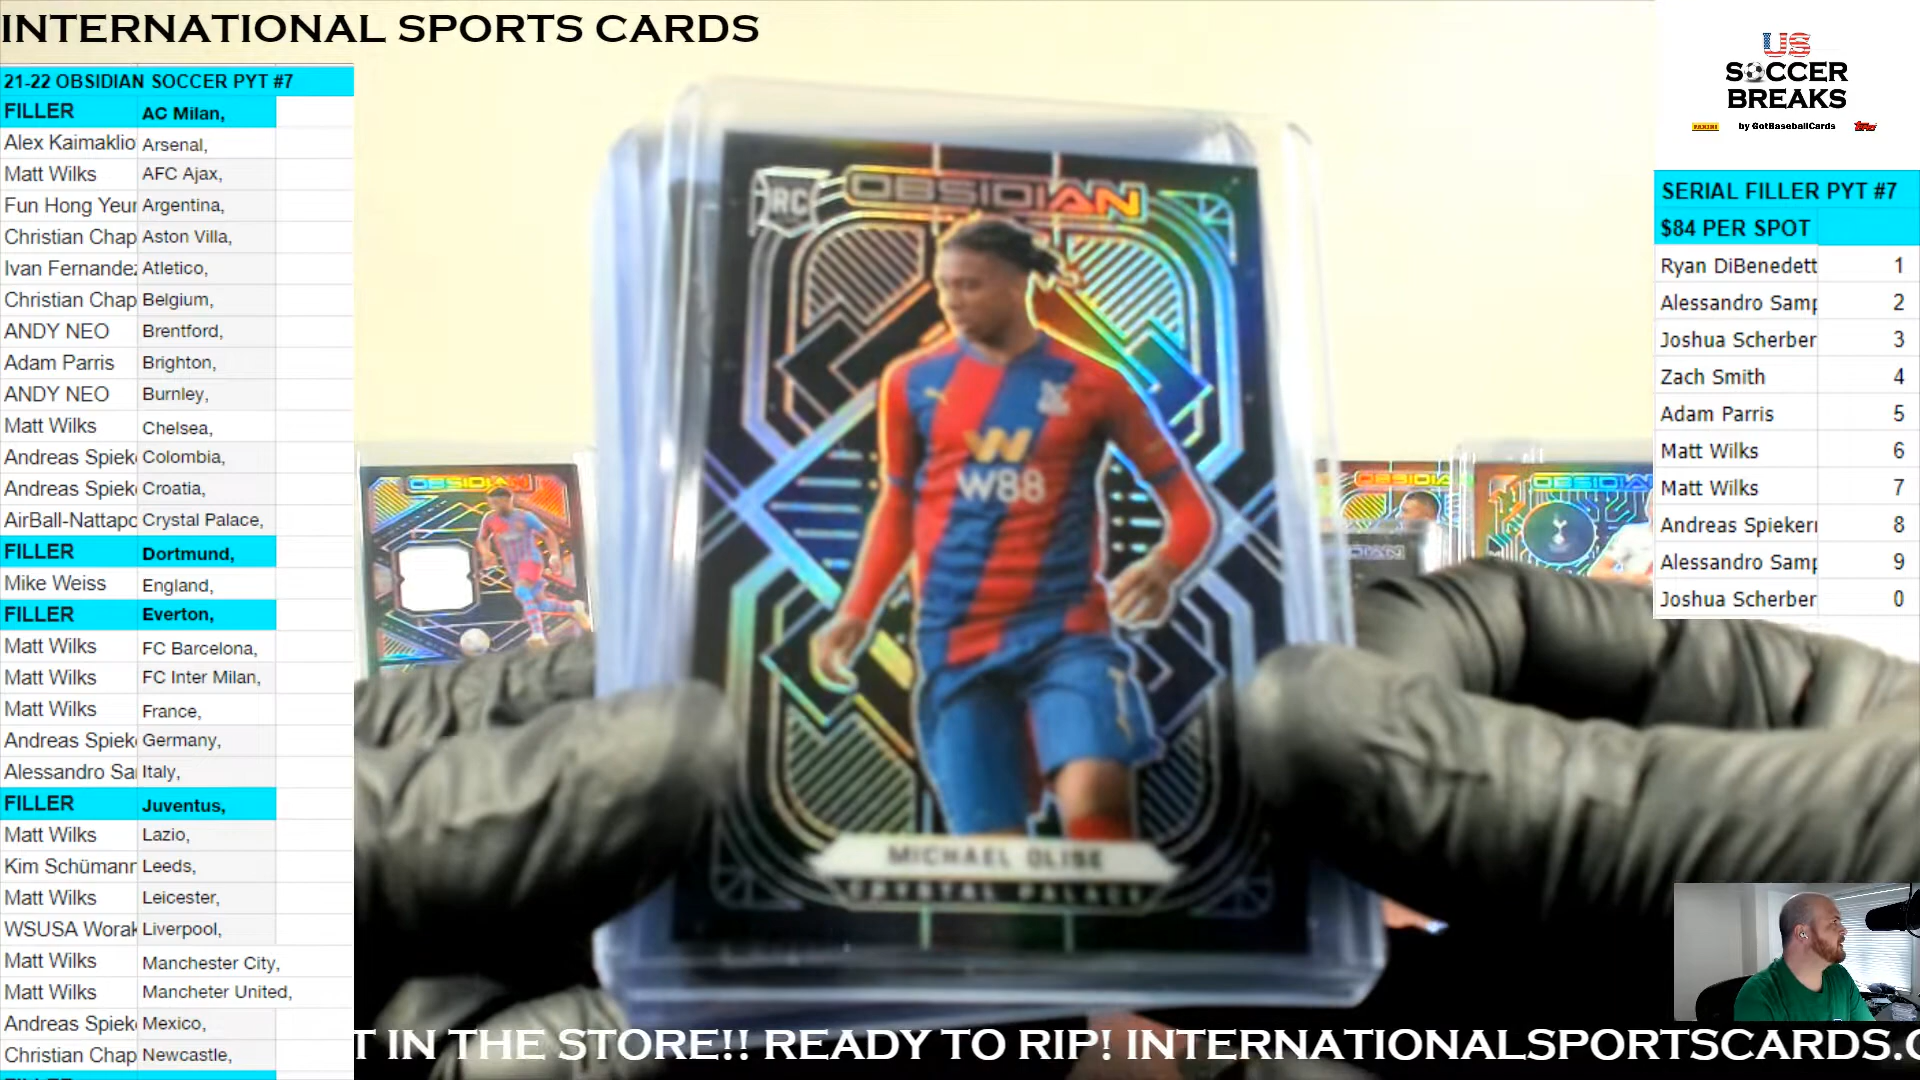 INTERNATIONAL SPORTS CARDS
21-22 OBSIDIAN SOCCER PYT #7
FILLER AC Milan,
Alex Kaimaklio Arsenal,
Matt Wilks AFC Ajax,
Fun Hong Yeur Argentina,
Christian Chap Aston Villa,
Ivan Fernandez Atletico,
Christian Chap Belgium,
ANDY NEO Brentford,
Adam Parris Brighton,
ANDY NEO Burnley,
Matt Wilks Chelsea,
Andreas Spiek Colombia,
Andreas Spiek Croatia,
AirBall-Nattapo Crystal Palace,
FILLER Dortmund,
Mike Weiss England,
FILLER Everton,
Matt Wilks FC Barcelona,
Matt Wilks FC Inter Milan,
Matt Wilks France,
Andreas Spiek Germany,
Alessandro Sa Italy,
FILLER Juventus,
Matt Wilks Lazio,
Kim Schümann Leeds,
Matt Wilks Leicester,
WSUSA Worak Liverpool,
Matt Wilks Manchester City,
Matt Wilks Mancheter United,
Andreas Spiek Mexico,
Christian Chap Newcastle,
RC
OBSIDIAN
W88
MICHAEL OLISE
CRYSTAL PALACE
OBSIDIAN
OBSIDIA
OBSIDIA
SIDIAN
US
SOCCER
BREAKS
PANINI by GotBaseballCards Topps
SERIAL FILLER PYT #7
$84 PER SPOT
Ryan DiBenedett 1
Alessandro Samp 2
Joshua Scherber 3
Zach Smith 4
Adam Parris 5
Matt Wilks 6
Matt Wilks 7
Andreas Spiekerr 8
Alessandro Samp 9
Joshua Scherber 0
T IN THE STORE!! READY TO RIP! INTERNATIONALSPORTSCARDS.C